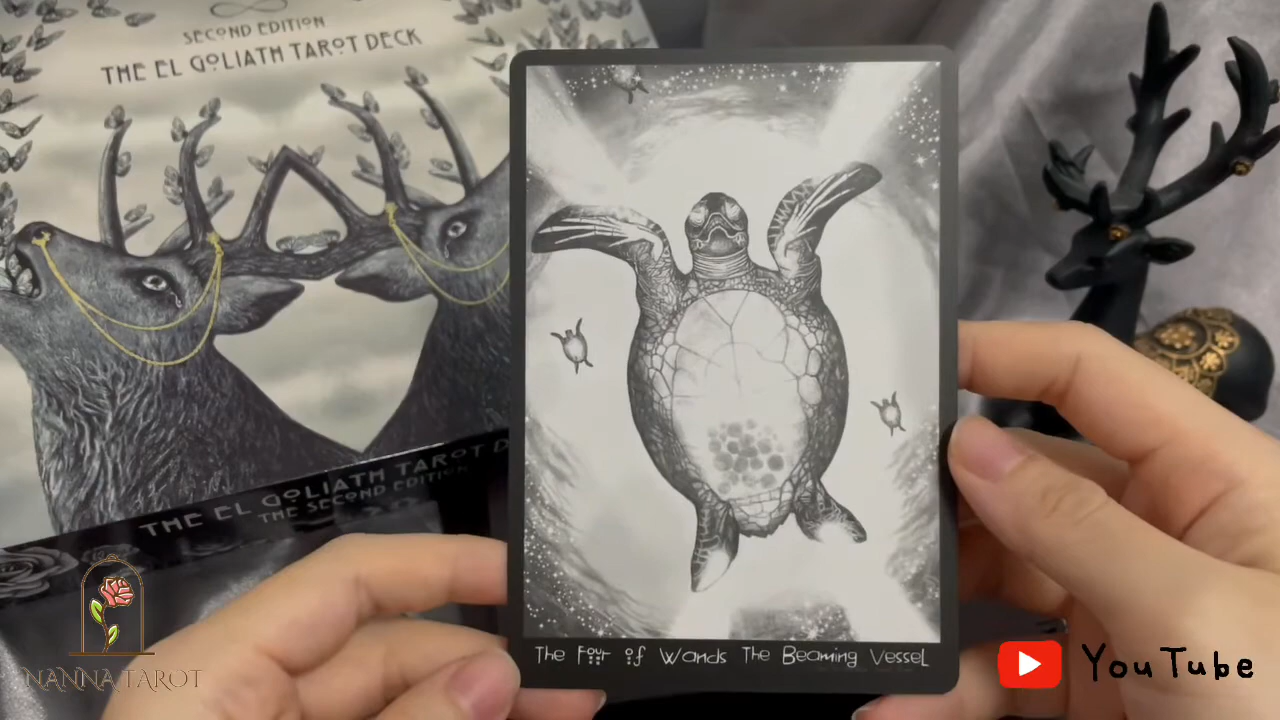 SECOND EDITION
THE EL GOLIATH TAROT DECK
THE EL GOLIATH TAROT D
THE SECOND EDITION
The Four of Wands The Beaming Vessel
NANNA TAROT
YouTube